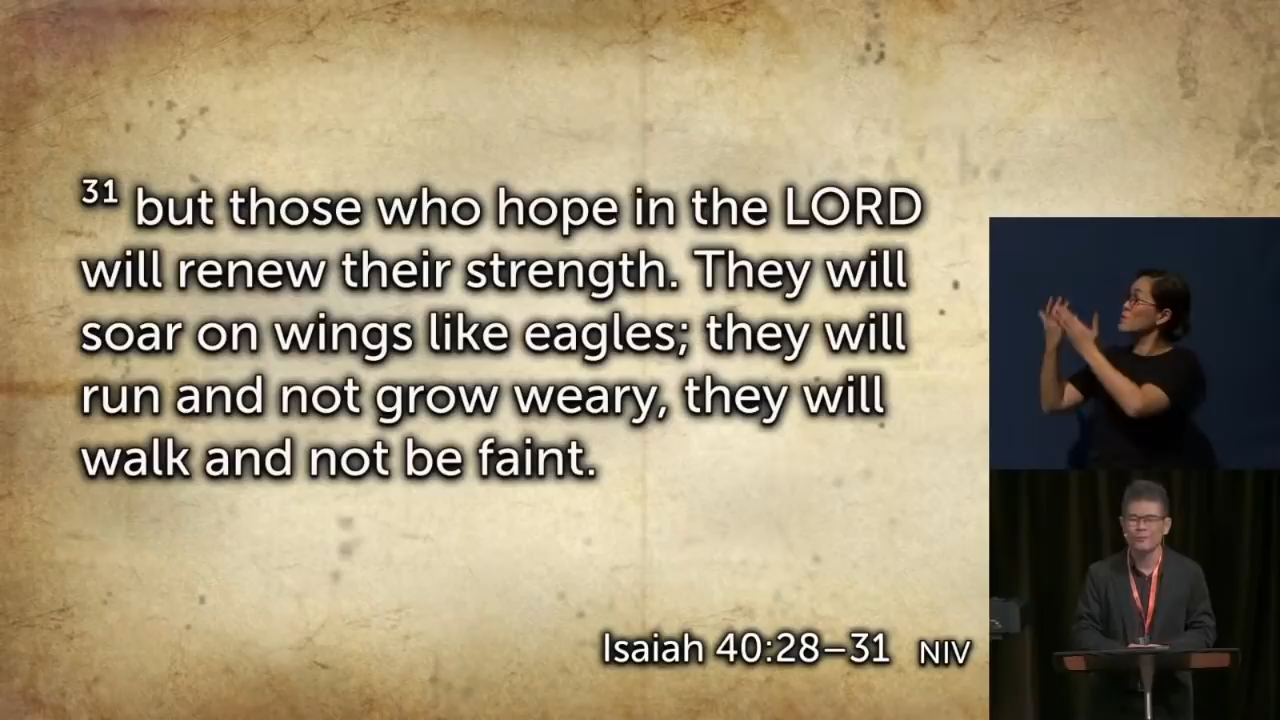 31 but those who hope in the LORD
will renew their strength. They will
soar on wings like eagles; they will
run and not grow weary, they will
walk and not be faint.
Isaiah 40:28–31 NIV